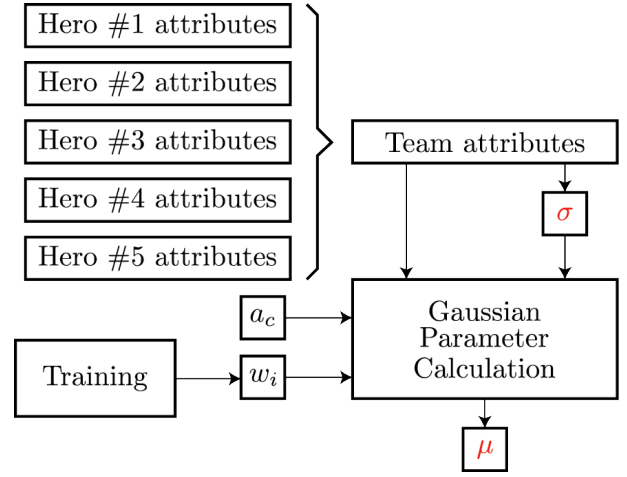 Hero #1 attributes
Hero #2 attributes
Hero #3 attributes
Hero #4 attributes
Hero #5 attributes
Team attributes
σ
a_c
Gaussian
Parameter
Calculation
Training
w_i
μ